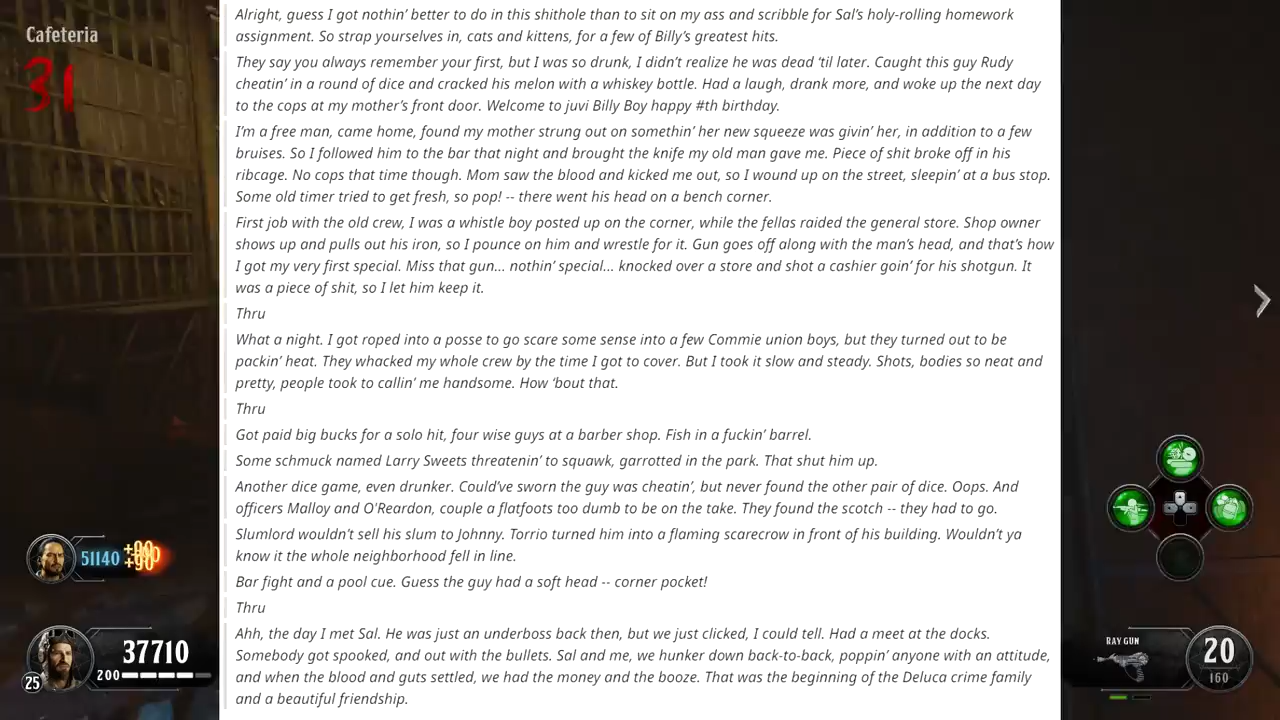 Cafeteria
31
Alright, guess I got nothin’ better to do in this shithole than to sit on my ass and scribble for Sal’s holy-rolling homework
assignment. So strap yourselves in, cats and kittens, for a few of Billy’s greatest hits.
They say you always remember your first, but I was so drunk, I didn’t realize he was dead ‘til later. Caught this guy Rudy
cheatin’ in a round of dice and cracked his melon with a whiskey bottle. Had a laugh, drank more, and woke up the next day
to the cops at my mother’s front door. Welcome to juvi Billy Boy happy #th birthday.
I’m a free man, came home, found my mother strung out on somethin’ her new squeeze was givin’ her, in addition to a few
bruises. So I followed him to the bar that night and brought the knife my old man gave me. Piece of shit broke off in his
ribcage. No cops that time though. Mom saw the blood and kicked me out, so I wound up on the street, sleepin’ at a bus stop.
Some old timer tried to get fresh, so pop! -- there went his head on a bench corner.
First job with the old crew, I was a whistle boy posted up on the corner, while the fellas raided the general store. Shop owner
shows up and pulls out his iron, so I pounce on him and wrestle for it. Gun goes off along with the man’s head, and that’s how
I got my very first special. Miss that gun... nothin’ special... knocked over a store and shot a cashier goin’ for his shotgun. It
was a piece of shit, so I let him keep it.
Thru
What a night. I got roped into a posse to go scare some sense into a few Commie union boys, but they turned out to be
packin’ heat. They whacked my whole crew by the time I got to cover. But I took it slow and steady. Shots, bodies so neat and
pretty, people took to callin’ me handsome. How ‘bout that.
Thru
Got paid big bucks for a solo hit, four wise guys at a barber shop. Fish in a fuckin’ barrel.
Some schmuck named Larry Sweets threatenin’ to squawk, garrotted in the park. That shut him up.
Another dice game, even drunker. Could’ve sworn the guy was cheatin’, but never found the other pair of dice. Oops. And
officers Malloy and O'Reardon, couple a flatfoots too dumb to be on the take. They found the scotch -- they had to go.
Slumlord wouldn’t sell his slum to Johnny. Torrio turned him into a flaming scarecrow in front of his building. Wouldn’t ya
know it the whole neighborhood fell in line.
Bar fight and a pool cue. Guess the guy had a soft head -- corner pocket!
Thru
Ahh, the day I met Sal. He was just an underboss back then, but we just clicked, I could tell. Had a meet at the docks.
Somebody got spooked, and out with the bullets. Sal and me, we hunker down back-to-back, poppin’ anyone with an attitude,
and when the blood and guts settled, we had the money and the booze. That was the beginning of the Deluca crime family
and a beautiful friendship.
51140
+90
37710
200
25
RAY GUN
20
160